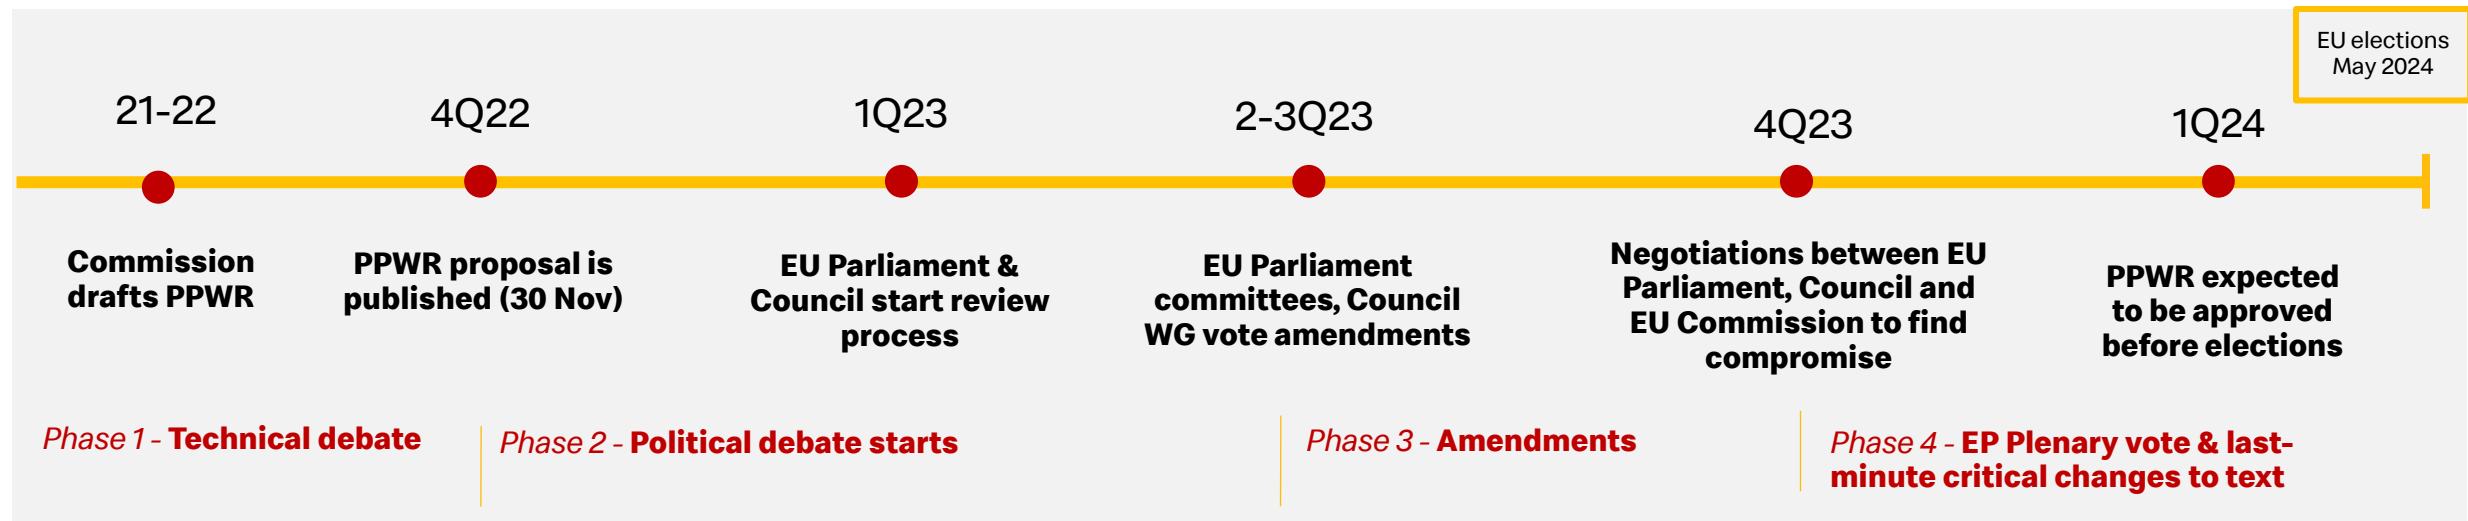 EU elections
May 2024
21-22
4Q22
1Q23
2-3Q23
4Q23
1Q24
Commission
drafts PPWR
PPWR proposal is
published (30 Nov)
EU Parliament &
Council start review
process
EU Parliament
committees, Council
WG vote amendments
Negotiations between EU
Parliament, Council and
EU Commission to find
compromise
PPWR expected
to be approved
before elections
Phase 1 - Technical debate
Phase 2 - Political debate starts
Phase 3 - Amendments
Phase 4 - EP Plenary vote & last-
minute critical changes to text